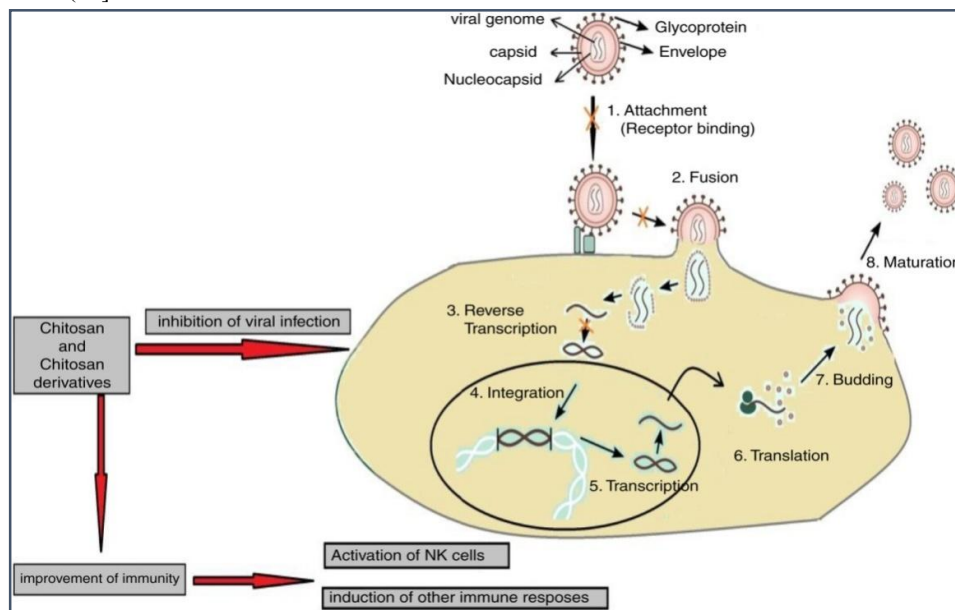 viral genome
Glycoprotein
capsid
Envelope
Nucleocapsid
1. Attachment
(Receptor binding)
2. Fusion
8. Maturation
3. Reverse
Transcription
Chitosan
and
Chitosan
derivatives
inhibition of viral infection
4. Integration
7. Budding
6. Translation
5. Transcription
Activation of NK cells
improvement of immunity
induction of other immune resposes